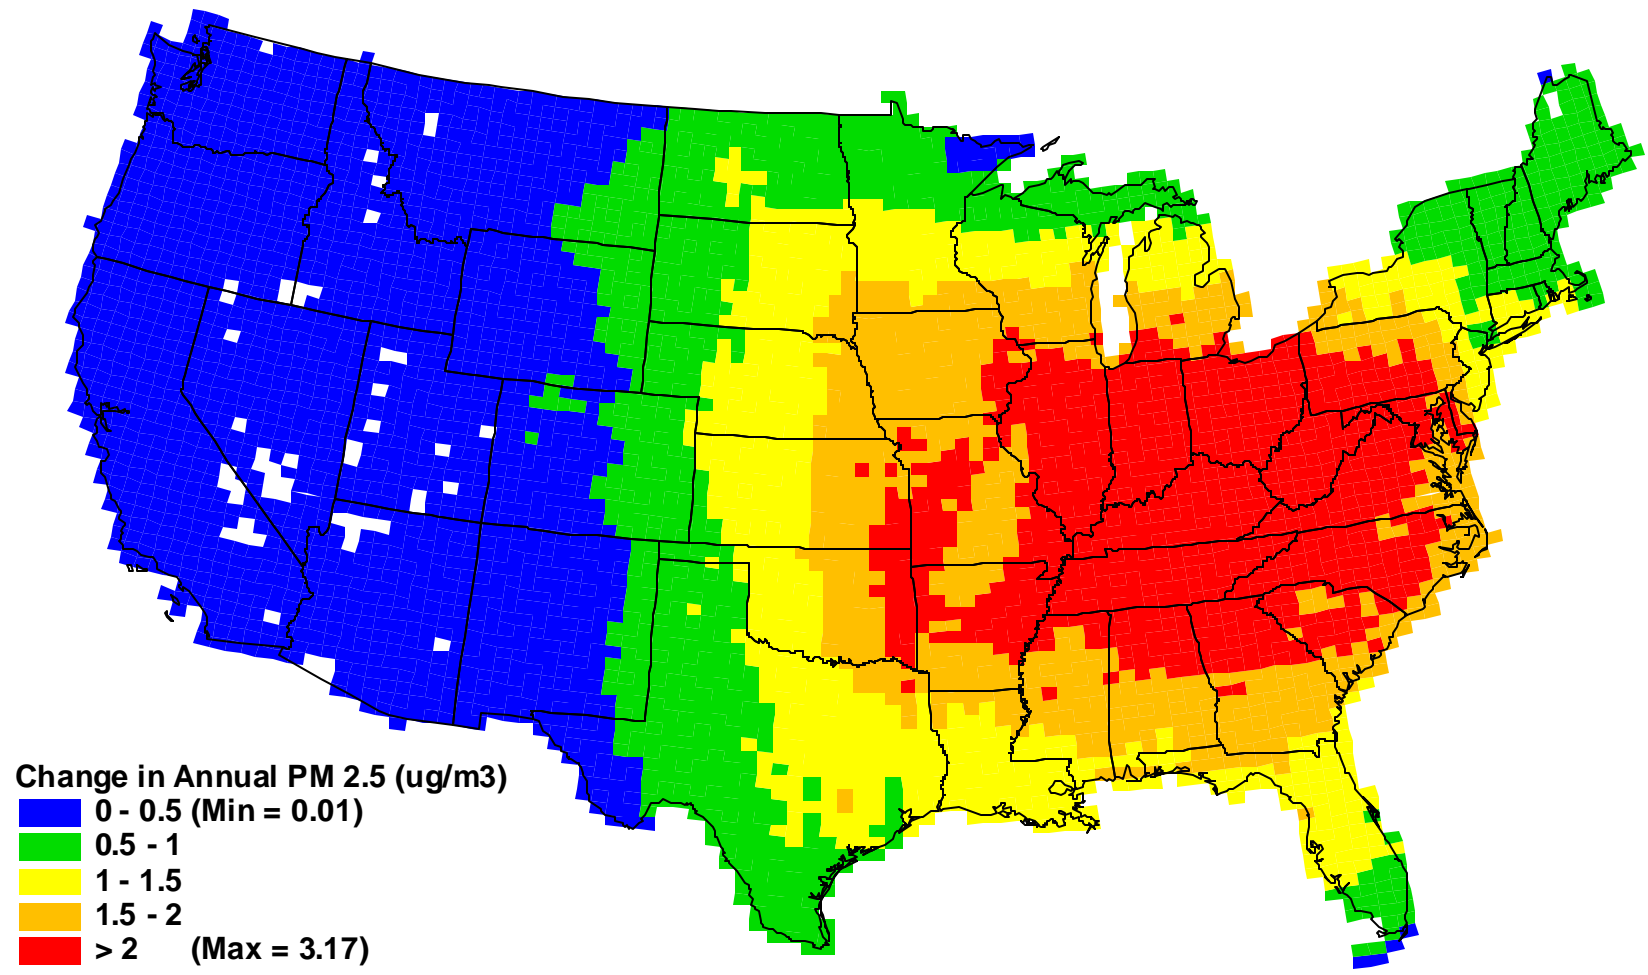 Change in Annual PM 2.5 (ug/m3)
0 - 0.5 (Min = 0.01)
0.5 - 1
1 - 1.5
1.5 - 2
> 2 (Max = 3.17)